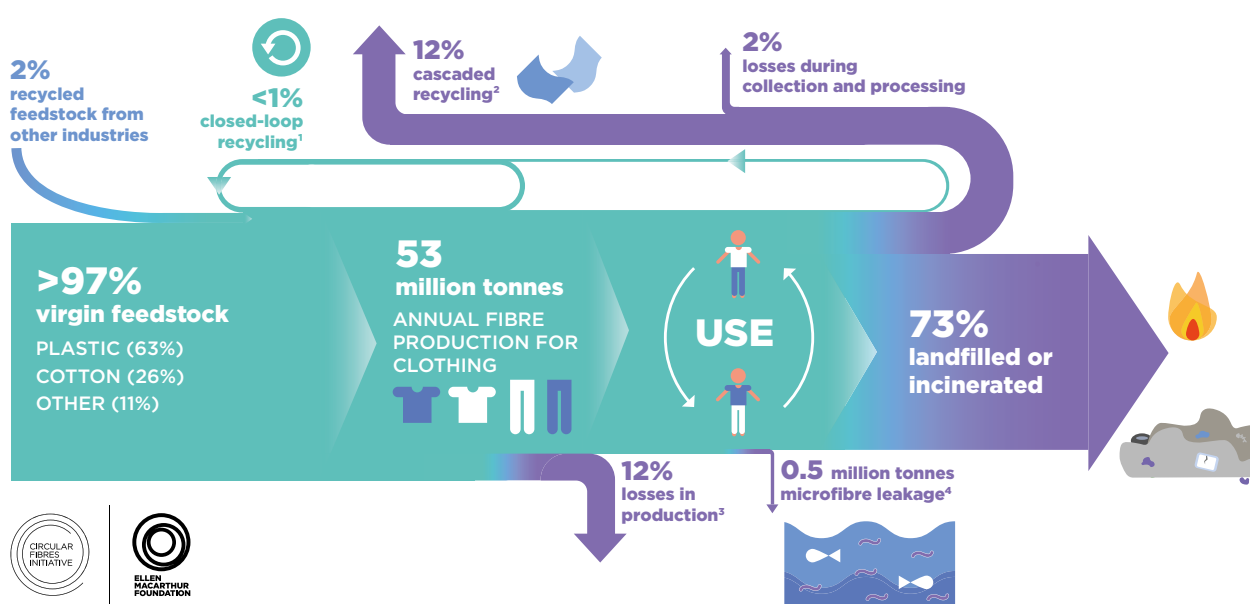 2%
recycled
feedstock from
other industries
<1%
closed-loop
recycling¹
12%
cascaded
recycling²
2%
losses during
collection and processing
>97%
virgin feedstock
PLASTIC (63%)
COTTON (26%)
OTHER (11%)
53
million tonnes
ANNUAL FIBRE
PRODUCTION FOR
CLOTHING
USE
73%
landfilled or
incinerated
12%
losses in
production³
0.5 million tonnes
microfibre leakage⁴
CIRCULAR
FIBRES
INITIATIVE
ELLEN
MACARTHUR
FOUNDATION